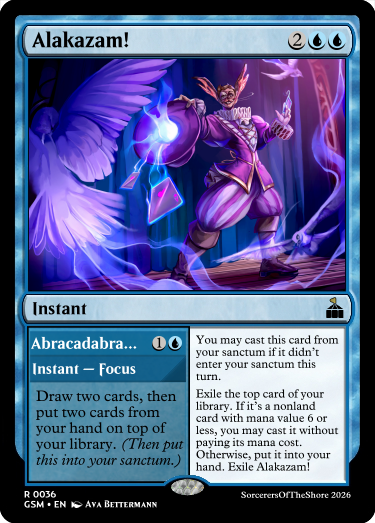 Alakazam! 2
Instant
Abracadabra... 1
Instant — Focus
Draw two cards, then
put two cards from
your hand on top of
your library. (Then put
this into your sanctum.)
You may cast this card from
your sanctum if it didn't
enter your sanctum this
turn.
Exile the top card of your
library. If it's a nonland
card with mana value 6 or
less, you may cast it without
paying its mana cost.
Otherwise, put it into your
hand. Exile Alakazam!
R 0036
GSM • EN Ava Bettermann
SorcerersOfTheShore 2026